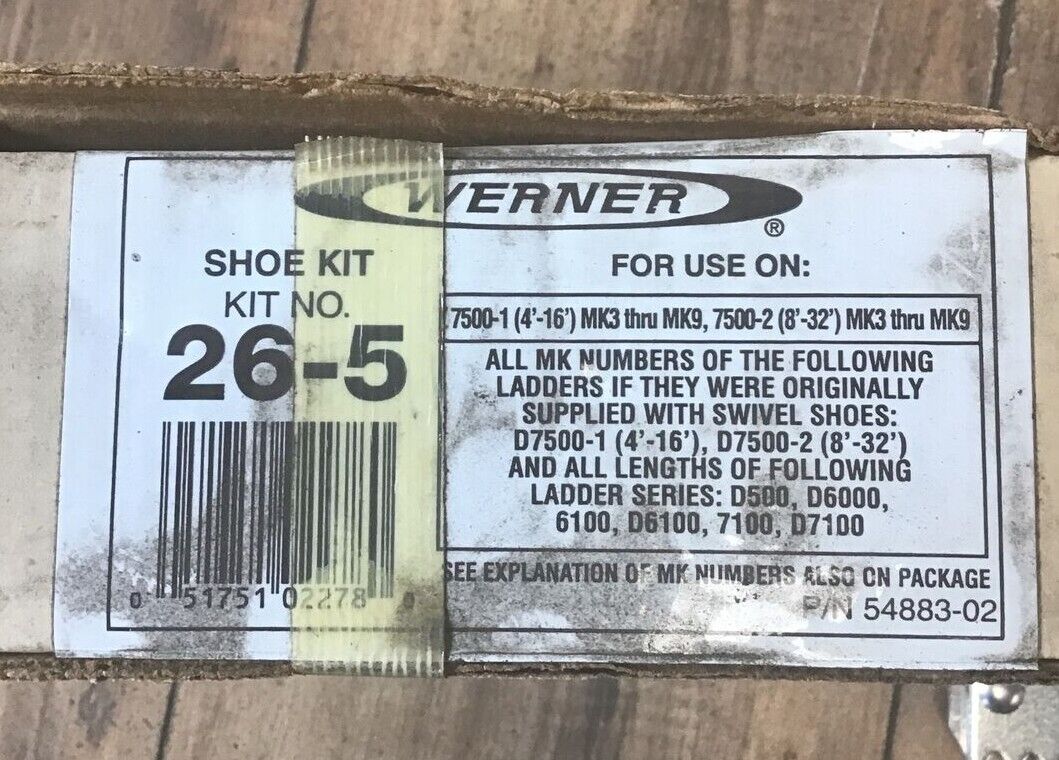 WERNER
®
SHOE KIT
KIT NO.
26-5
0 51751 02278 0
FOR USE ON:
7500-1 (4'-16') MK3 thru MK9, 7500-2 (8'-32') MK3 thru MK9
ALL MK NUMBERS OF THE FOLLOWING
LADDERS IF THEY WERE ORIGINALLY
SUPPLIED WITH SWIVEL SHOES:
D7500-1 (4'-16'), D7500-2 (8'-32')
AND ALL LENGTHS OF FOLLOWING
LADDER SERIES: D500, D6000,
6100, D6100, 7100, D7100
SEE EXPLANATION OF MK NUMBERS ALSO ON PACKAGE
P/N 54883-02